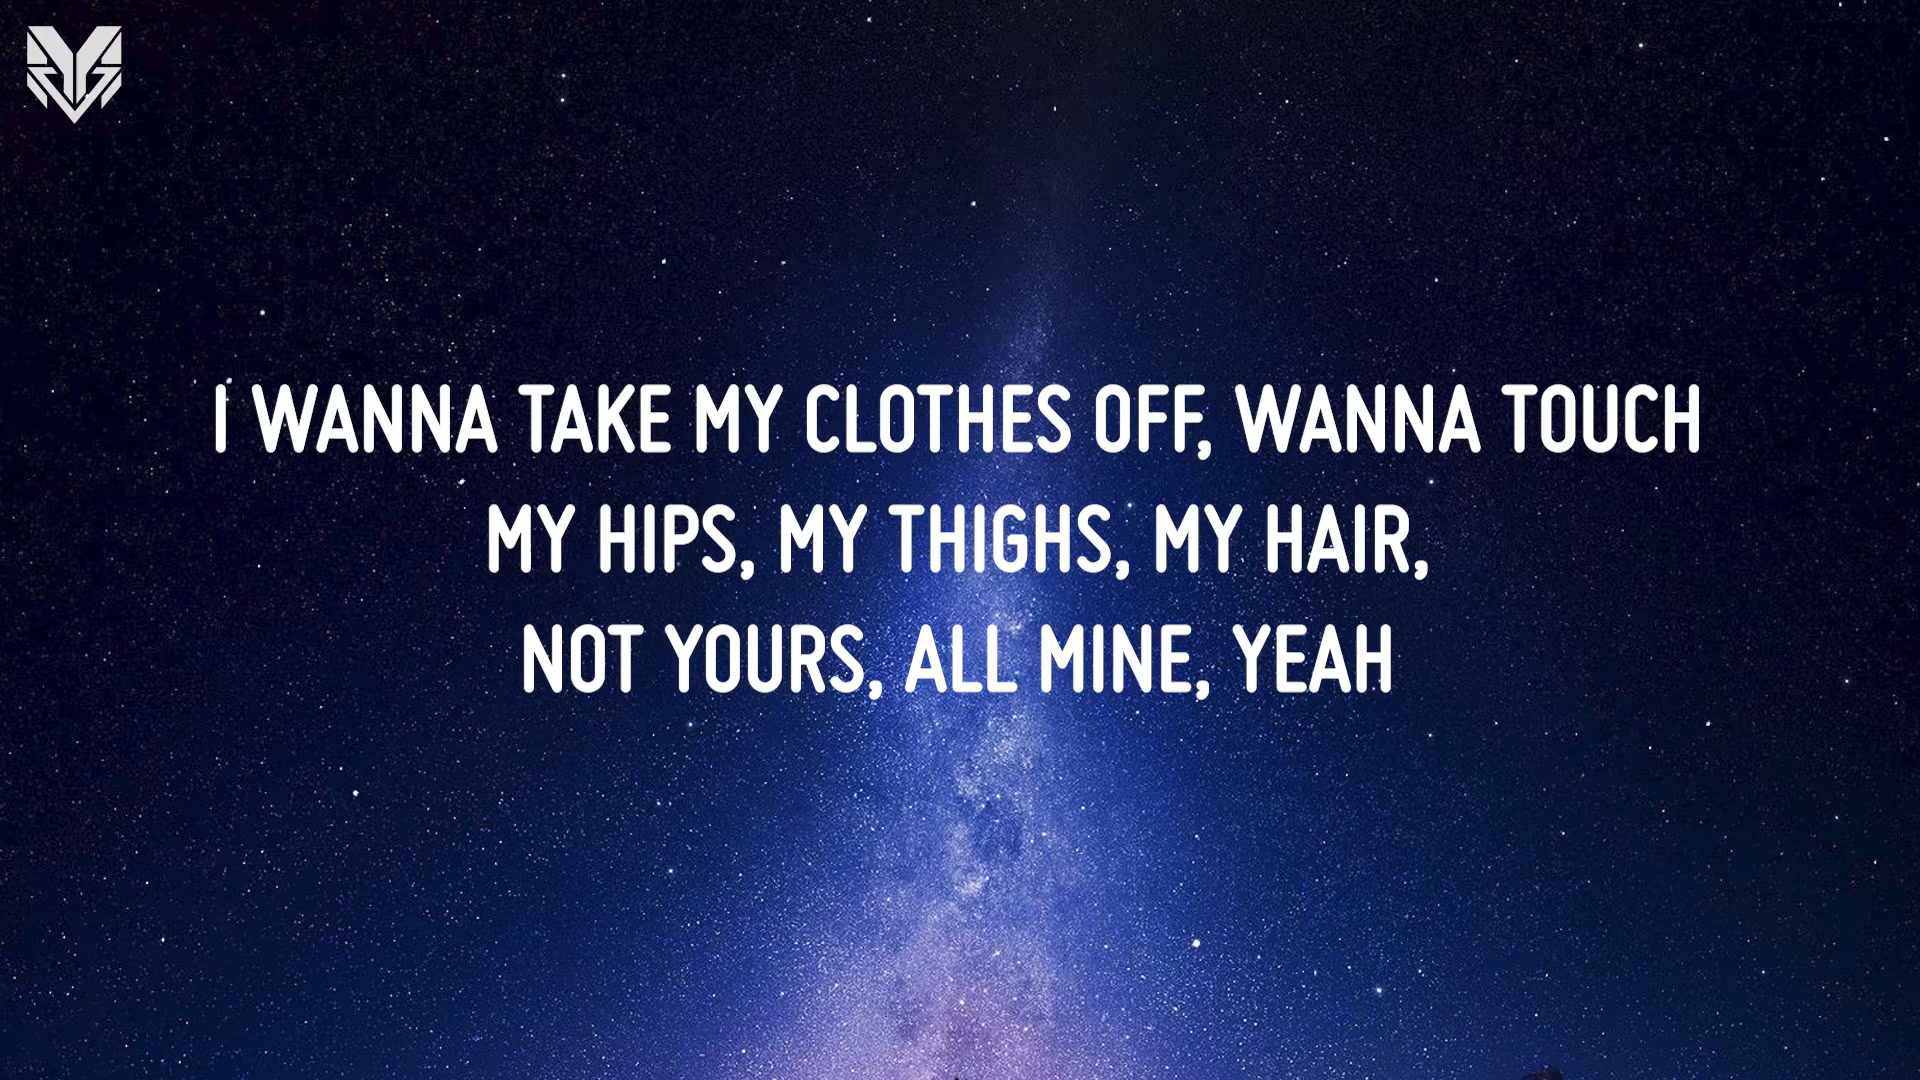 I WANNA TAKE MY CLOTHES OFF, WANNA TOUCH
MY HIPS, MY THIGHS, MY HAIR,
NOT YOURS, ALL MINE, YEAH